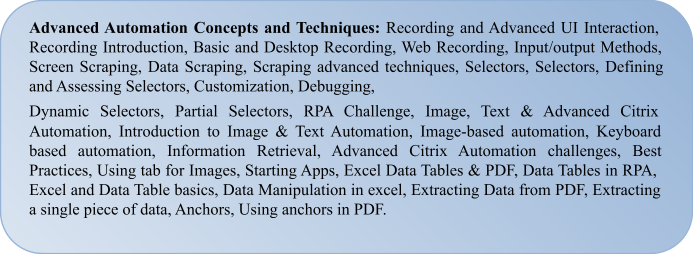 Advanced Automation Concepts and Techniques: Recording and Advanced UI Interaction,
Recording Introduction, Basic and Desktop Recording, Web Recording, Input/output Methods,
Screen Scraping, Data Scraping, Scraping advanced techniques, Selectors, Selectors, Defining
and Assessing Selectors, Customization, Debugging,
Dynamic Selectors, Partial Selectors, RPA Challenge, Image, Text & Advanced Citrix
Automation, Introduction to Image & Text Automation, Image-based automation, Keyboard
based automation, Information Retrieval, Advanced Citrix Automation challenges, Best
Practices, Using tab for Images, Starting Apps, Excel Data Tables & PDF, Data Tables in RPA,
Excel and Data Table basics, Data Manipulation in excel, Extracting Data from PDF, Extracting
a single piece of data, Anchors, Using anchors in PDF.